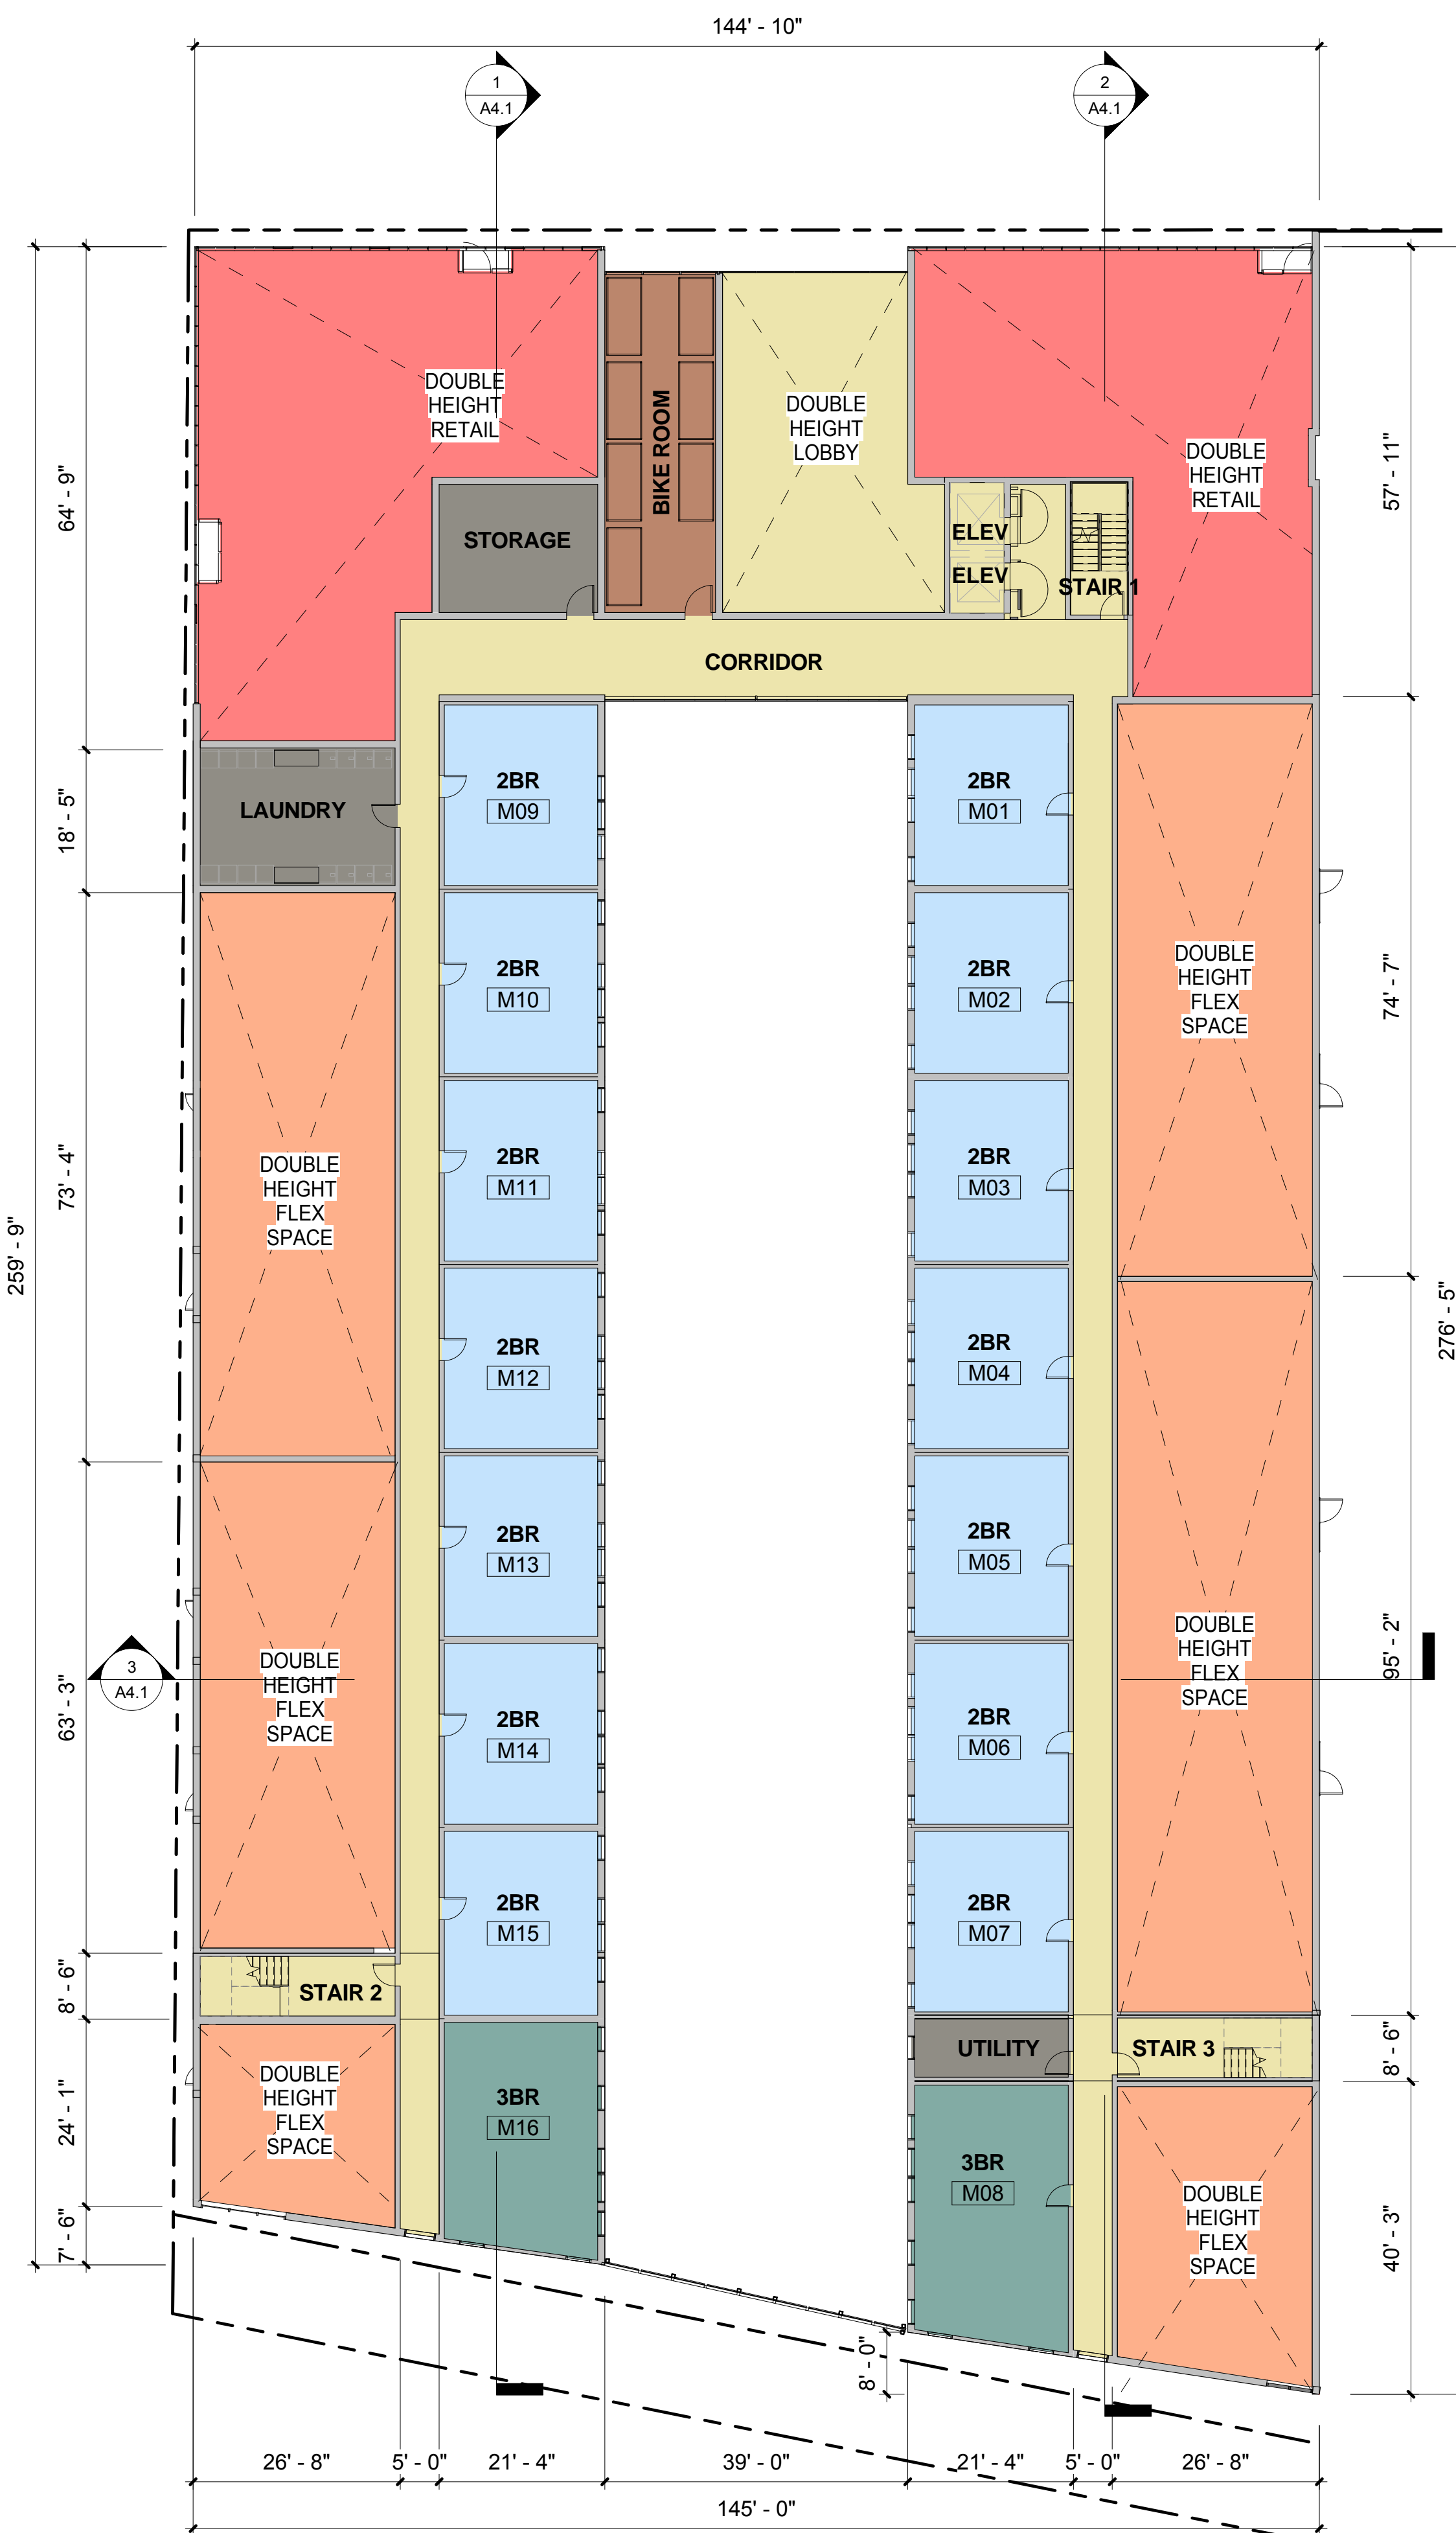 144' - 10"
1
A4.1
2
A4.1
DOUBLE
HEIGHT
RETAIL
BIKE ROOM
DOUBLE
HEIGHT
LOBBY
DOUBLE
HEIGHT
RETAIL
64' - 9"
57' - 11"
STORAGE
ELEV
ELEV
STAIR 1
CORRIDOR
18' - 5"
LAUNDRY
2BR
M09
2BR
M01
2BR
M10
2BR
M02
DOUBLE
HEIGHT
FLEX
SPACE
74' - 7"
73' - 4"
DOUBLE
HEIGHT
FLEX
SPACE
2BR
M11
2BR
M03
259' - 9"
276' - 5"
2BR
M12
2BR
M04
2BR
M13
2BR
M05
3
A4.1
63' - 3"
DOUBLE
HEIGHT
FLEX
SPACE
2BR
M14
2BR
M06
DOUBLE
HEIGHT
FLEX
SPACE
95' - 2"
2BR
M15
2BR
M07
8' - 6"
STAIR 2
UTILITY
STAIR 3
8' - 6"
24' - 1"
DOUBLE
HEIGHT
FLEX
SPACE
3BR
M16
3BR
M08
DOUBLE
HEIGHT
FLEX
SPACE
40' - 3"
7' - 6"
8' - 0"
26' - 8"
5' - 0"
21' - 4"
39' - 0"
21' - 4"
5' - 0"
26' - 8"
145' - 0"